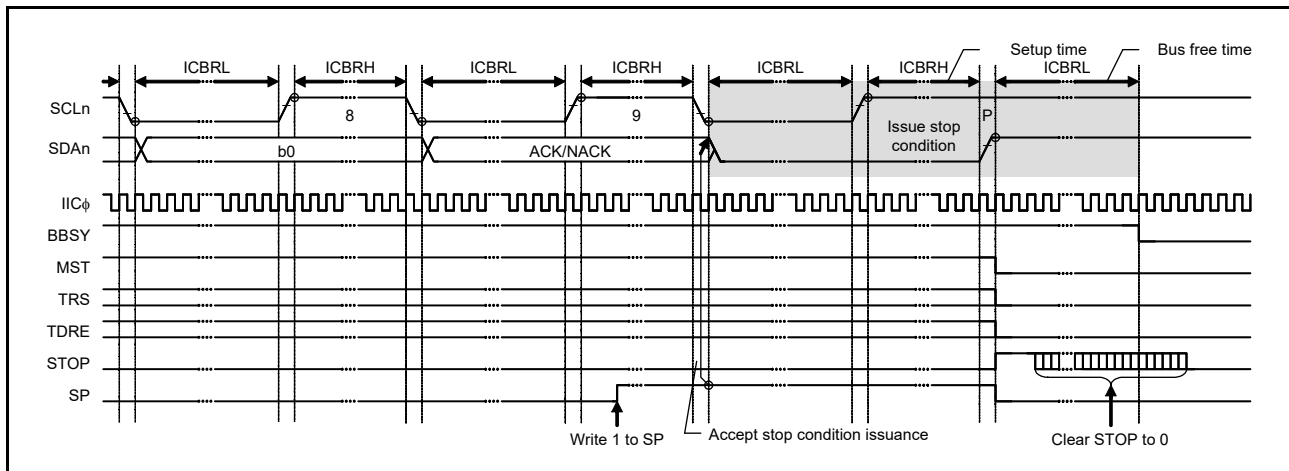 Setup time
Bus free time
ICBRL ICBRH ICBRL ICBRH ICBRL ICBRH ICBRL
SCLn
8
9
P
SDAn
b0
ACK/NACK
Issue stop
condition
IICφ
BBSY
MST
TRS
TDRE
STOP
SP
Write 1 to SP
Accept stop condition issuance
Clear STOP to 0